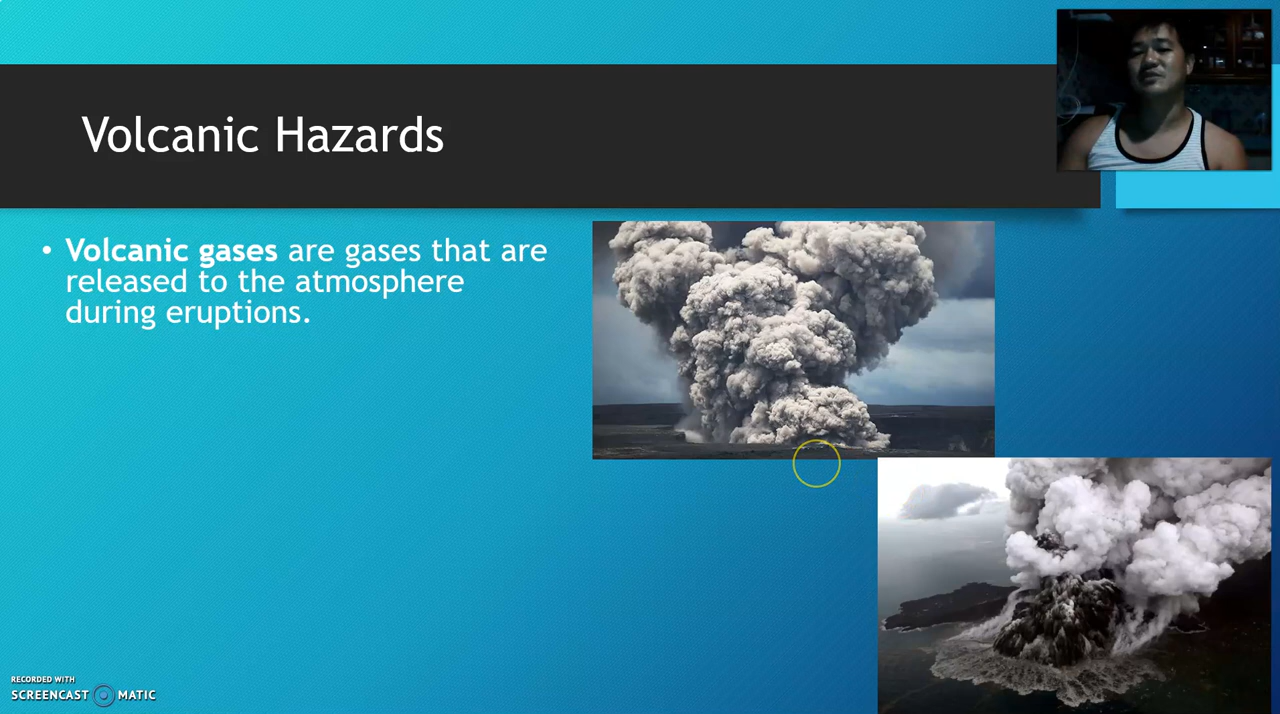 Volcanic Hazards
• Volcanic gases are gases that are
released to the atmosphere
during eruptions.
RECORDED WITH
SCREENCAST MATIC